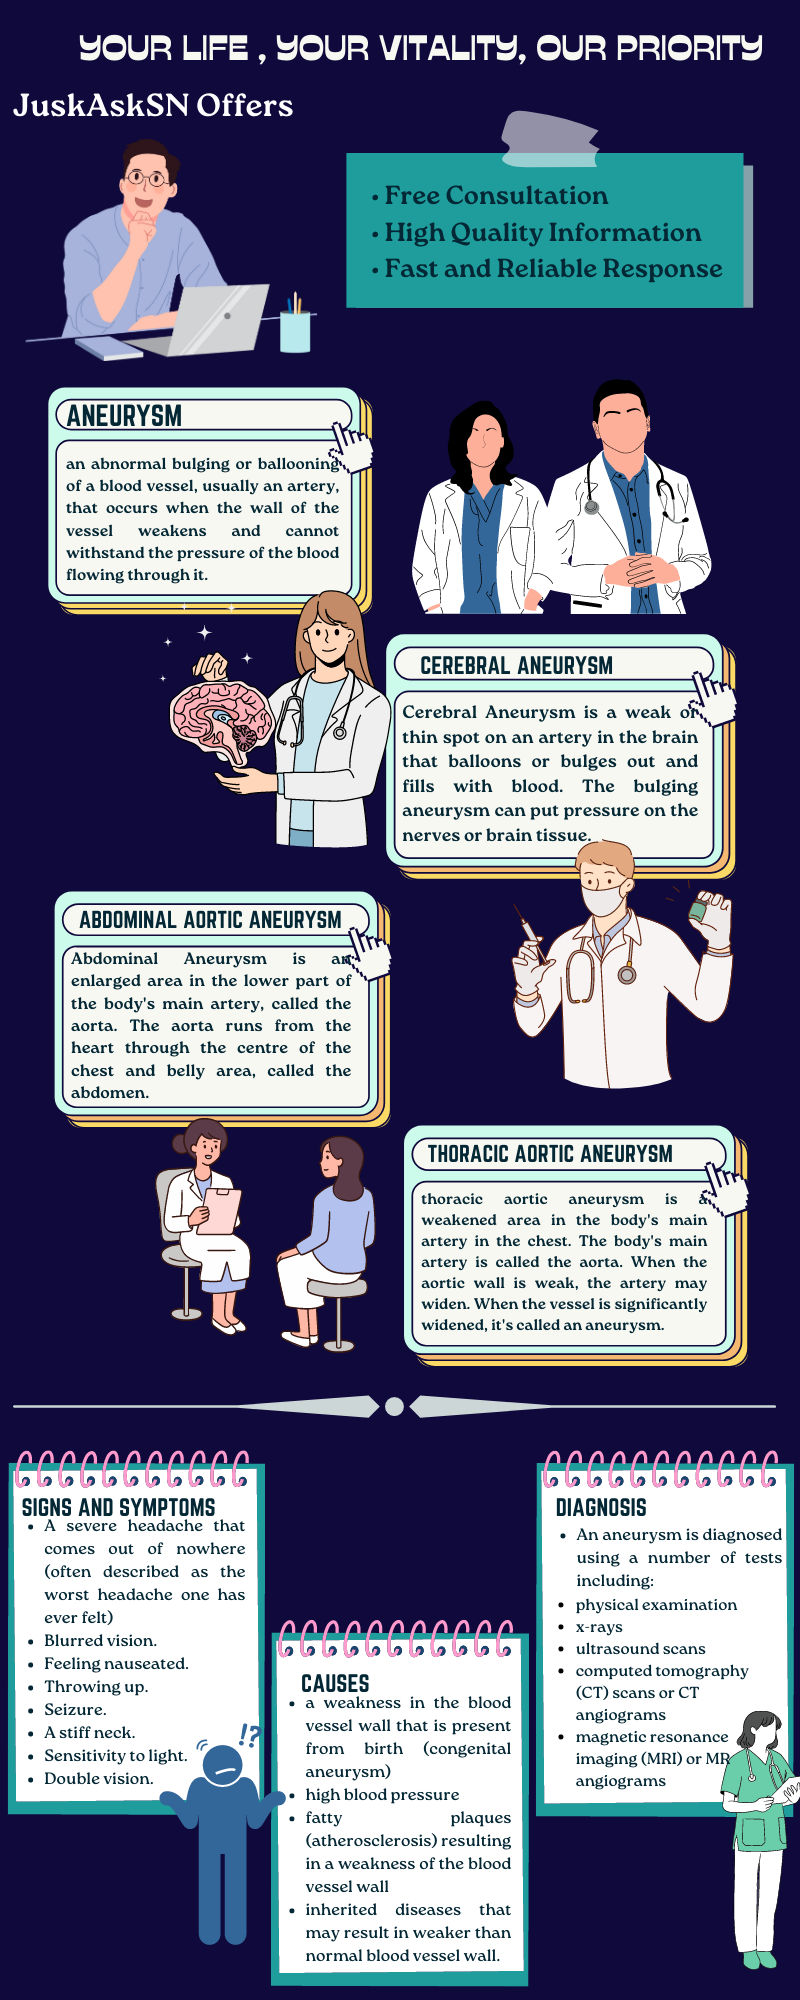 YOUR LIFE , YOUR VITALITY, OUR PRIORITY
JuskAskSN Offers
• Free Consultation
• High Quality Information
• Fast and Reliable Response
ANEURYSM
an abnormal bulging or ballooning
of a blood vessel, usually an artery,
that occurs when the wall of the
vessel weakens and cannot
withstand the pressure of the blood
flowing through it.
CEREBRAL ANEURYSM
Cerebral Aneurysm is a weak or
thin spot on an artery in the brain
that balloons or bulges out and
fills with blood. The bulging
aneurysm can put pressure on the
nerves or brain tissue.
ABDOMINAL AORTIC ANEURYSM
Abdominal Aneurysm is an
enlarged area in the lower part of
the body's main artery, called the
aorta. The aorta runs from the
heart through the centre of the
chest and belly area, called the
abdomen.
THORACIC AORTIC ANEURYSM
thoracic aortic aneurysm is a
weakened area in the body's main
artery in the chest. The body's main
artery is called the aorta. When the
aortic wall is weak, the artery may
widen. When the vessel is significantly
widened, it's called an aneurysm.
SIGNS AND SYMPTOMS
• A severe headache that
comes out of nowhere
(often described as the
worst headache one has
ever felt)
• Blurred vision.
• Feeling nauseated.
• Throwing up.
• Seizure.
• A stiff neck.
• Sensitivity to light.
• Double vision.
!?
CAUSES
• a weakness in the blood
vessel wall that is present
from birth (congenital
aneurysm)
• high blood pressure
• fatty plaques
(atherosclerosis) resulting
in a weakness of the blood
vessel wall
• inherited diseases that
may result in weaker than
normal blood vessel wall.
DIAGNOSIS
• An aneurysm is diagnosed
using a number of tests
including:
• physical examination
• x-rays
• ultrasound scans
• computed tomography
(CT) scans or CT
angiograms
• magnetic resonance
imaging (MRI) or MR
angiograms